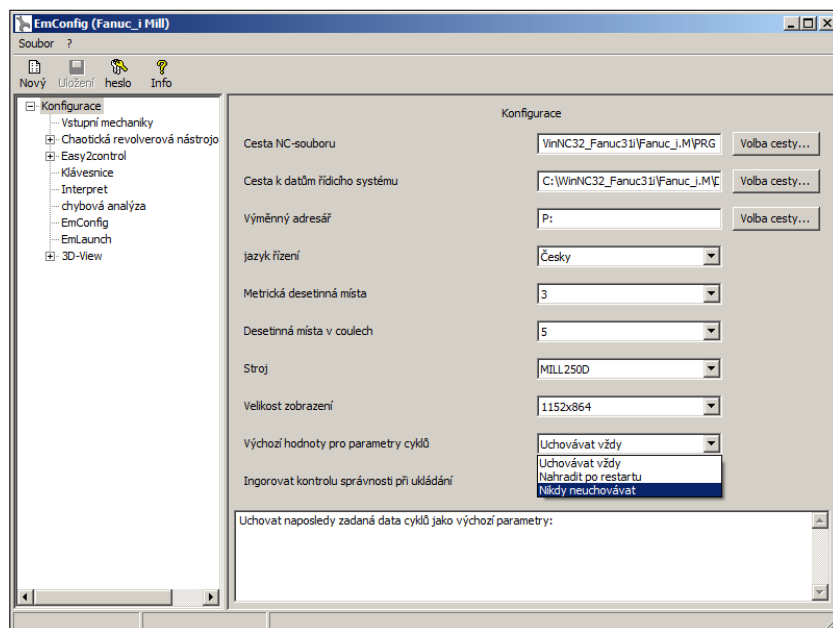 EmConfig (Fanuc_i Mill)
Soubor ?
Nový Uložení heslo Info
Konfigurace
Vstupní mechaniky
Chaotická revolverová nástrojo
Easy2control
Klávesnice
Interpret
chybová analýza
EmConfig
EmLaunch
3D-View
Konfigurace
Cesta NC-souboru VinNC32_Fanuc31i\Fanuc_i.M\PRG Volba cesty...
Cesta k datům řídicího systému C:\WinNC32_Fanuc31i\Fanuc_i.M\D Volba cesty...
Výměnný adresář P: Volba cesty...
jazyk řízení Česky
Metrická desetinná místa 3
Desetinná místa v coulech 5
Stroj MILL250D
Velikost zobrazení 1152x864
Výchozí hodnoty pro parametry cyklů Uchovávat vždy
Uchovávat vždy
Nahradit po restartu
Nikdy neuchovávat
Ingorovat kontrolu správnosti při ukládání
Uchovat naposledy zadaná data cyklů jako výchozí parametry: